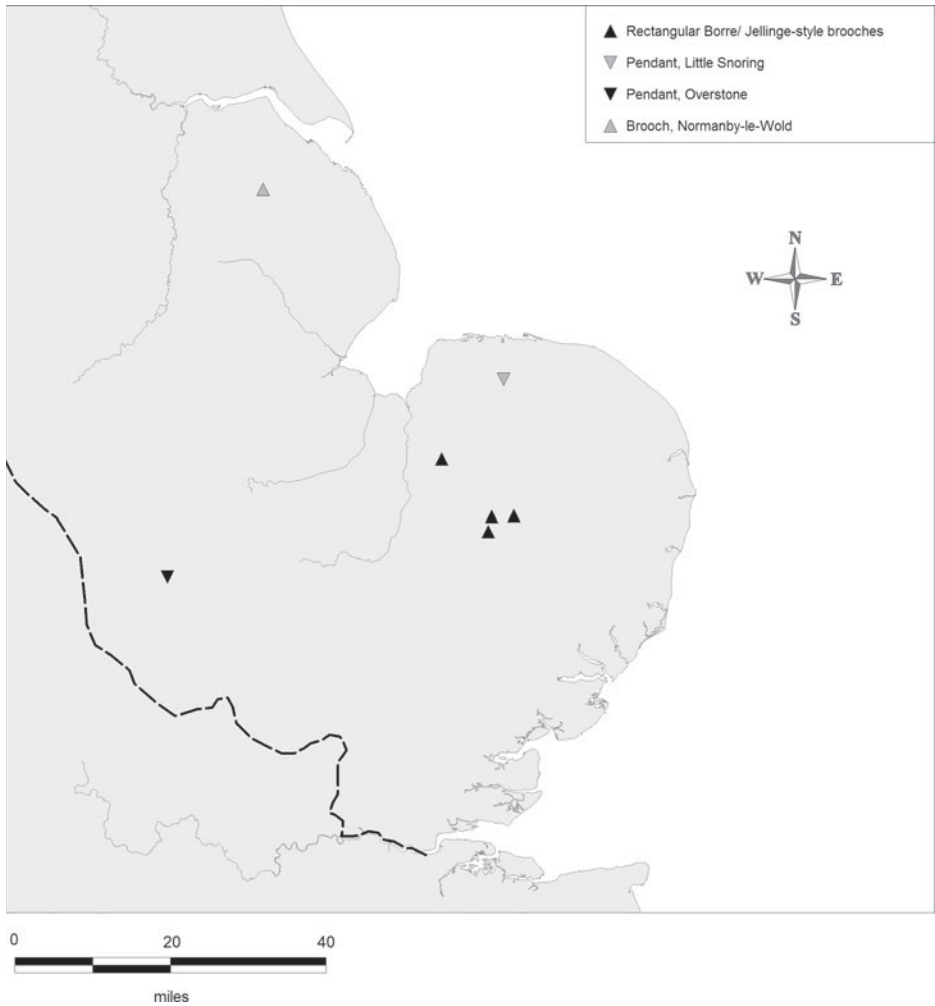 Rectangular Borre/ Jellinge-style brooches
Pendant, Little Snoring
Pendant, Overstone
Brooch, Normanby-le-Wold
N
W E
S
0 20 40
miles